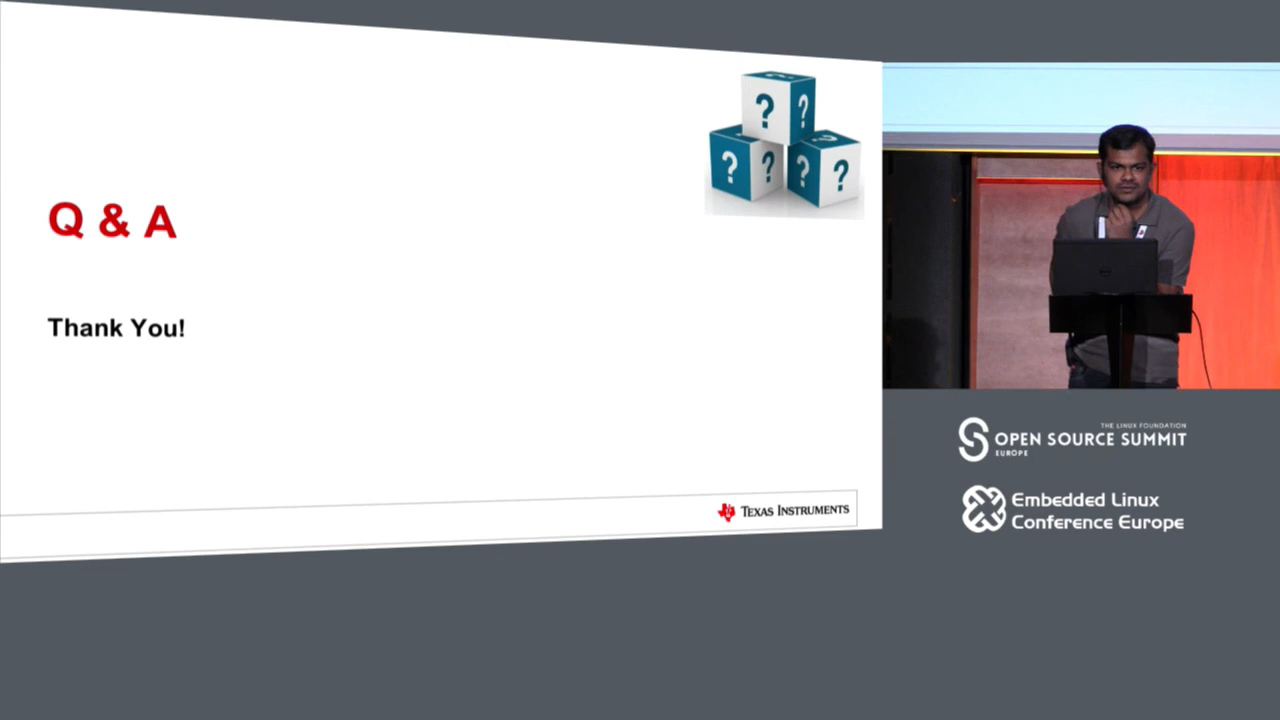 Q & A
Thank You!
? ?
? ? ? ?
TEXAS INSTRUMENTS
THE LINUX FOUNDATION
OPEN SOURCE SUMMIT
EUROPE
Embedded Linux
Conference Europe